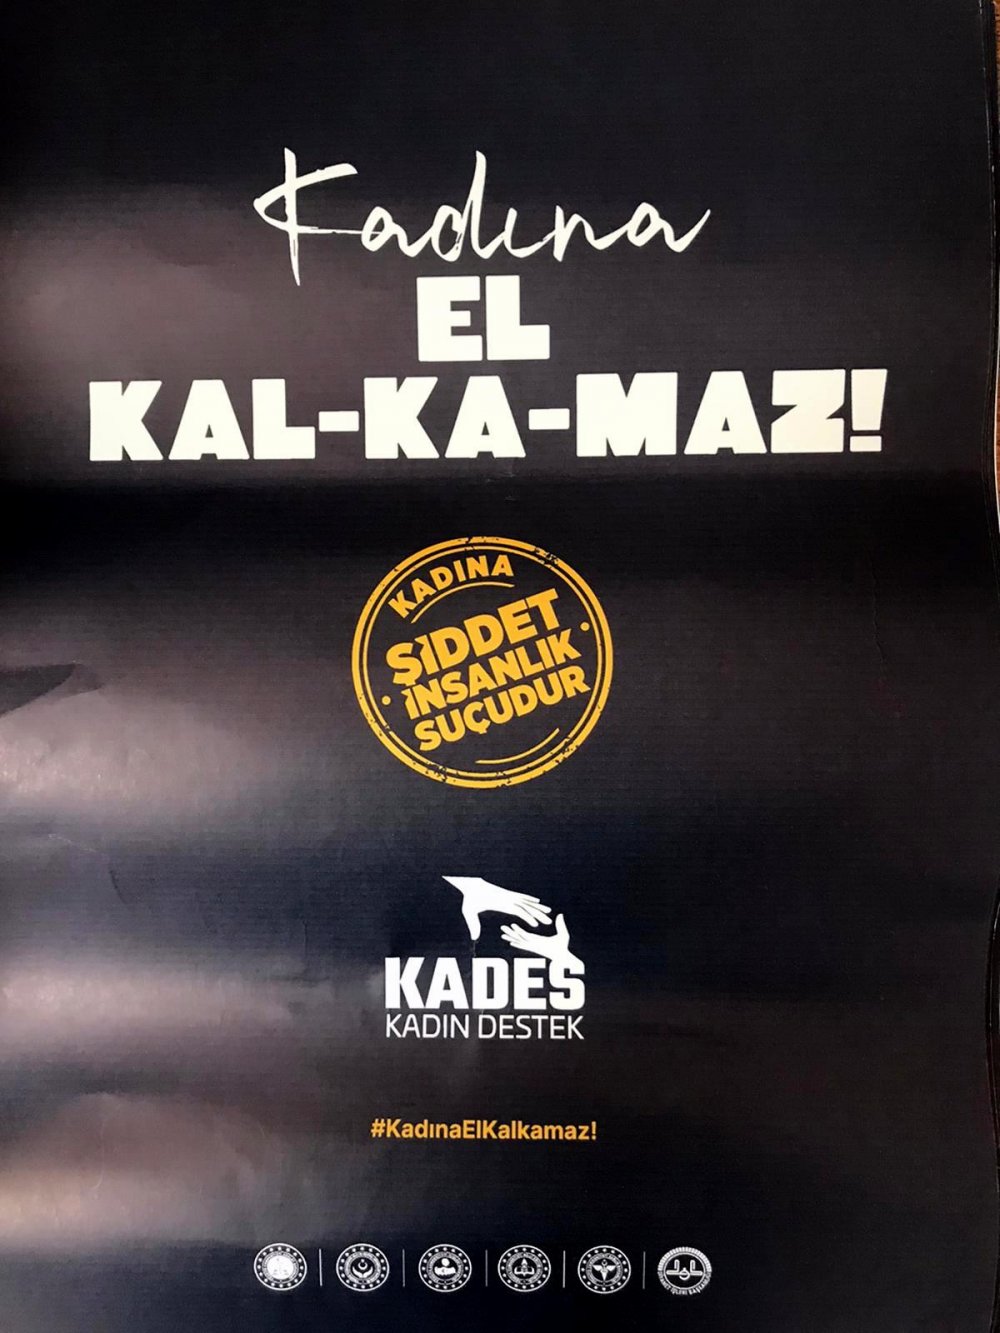 Kadına
EL
KAL-KA-MAZ!
KADINA
ŞİDDET
İNSANLIK
SUÇUDUR
KADES
KADIN DESTEK
#KadınaElKalkamaz!